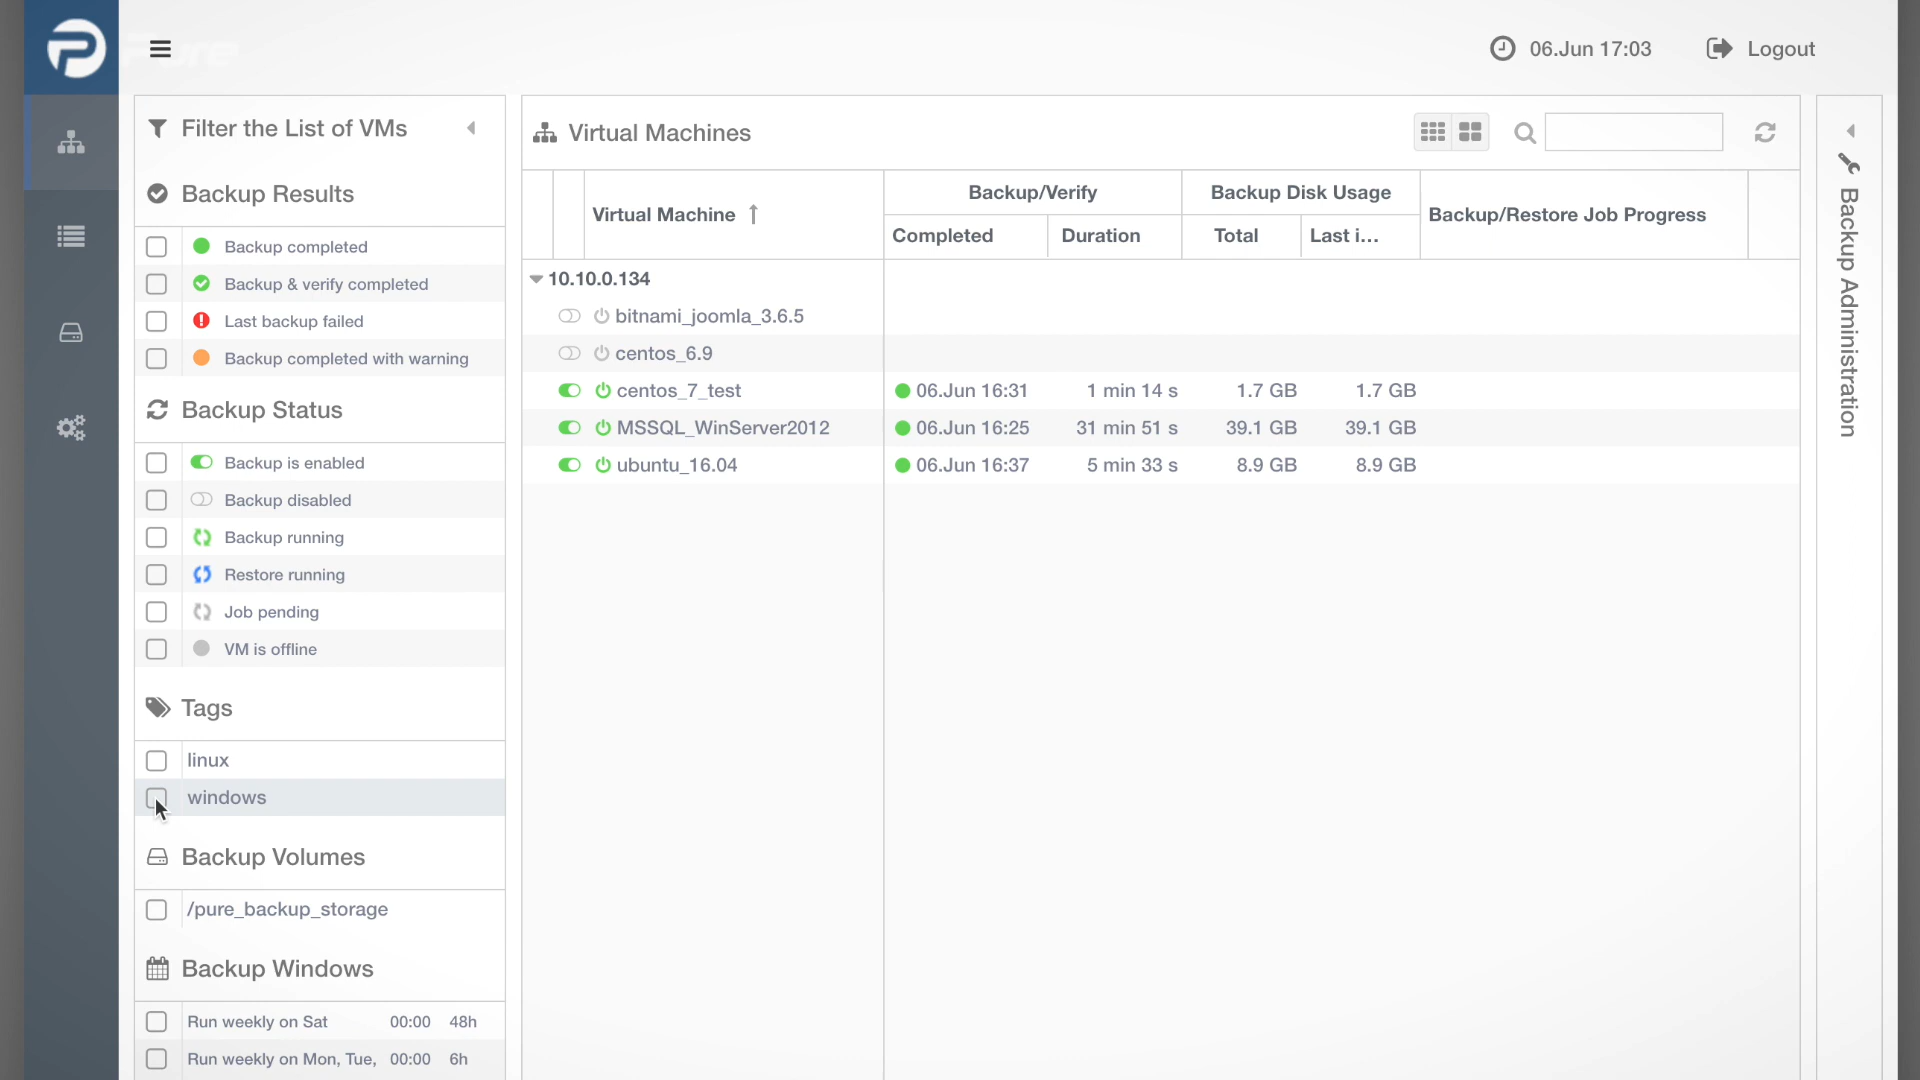 06.Jun 17:03
Logout
Filter the List of VMs
Backup Results
Backup completed
Backup & verify completed
Last backup failed
Backup completed with warning
Backup Status
Backup is enabled
Backup disabled
Backup running
Restore running
Job pending
VM is offline
Tags
linux
windows
Backup Volumes
/pure_backup_storage
Backup Windows
Run weekly on Sat 00:00 48h
Run weekly on Mon, Tue, 00:00 6h
Virtual Machines
Virtual Machine
Backup/Verify
Backup Disk Usage
Backup/Restore Job Progress
Completed
Duration
Total
Last i...
10.10.0.134
bitnami_joomla_3.6.5
centos_6.9
centos_7_test 06.Jun 16:31 1 min 14 s 1.7 GB 1.7 GB
MSSQL_WinServer2012 06.Jun 16:25 31 min 51 s 39.1 GB 39.1 GB
ubuntu_16.04 06.Jun 16:37 5 min 33 s 8.9 GB 8.9 GB
Backup Administration